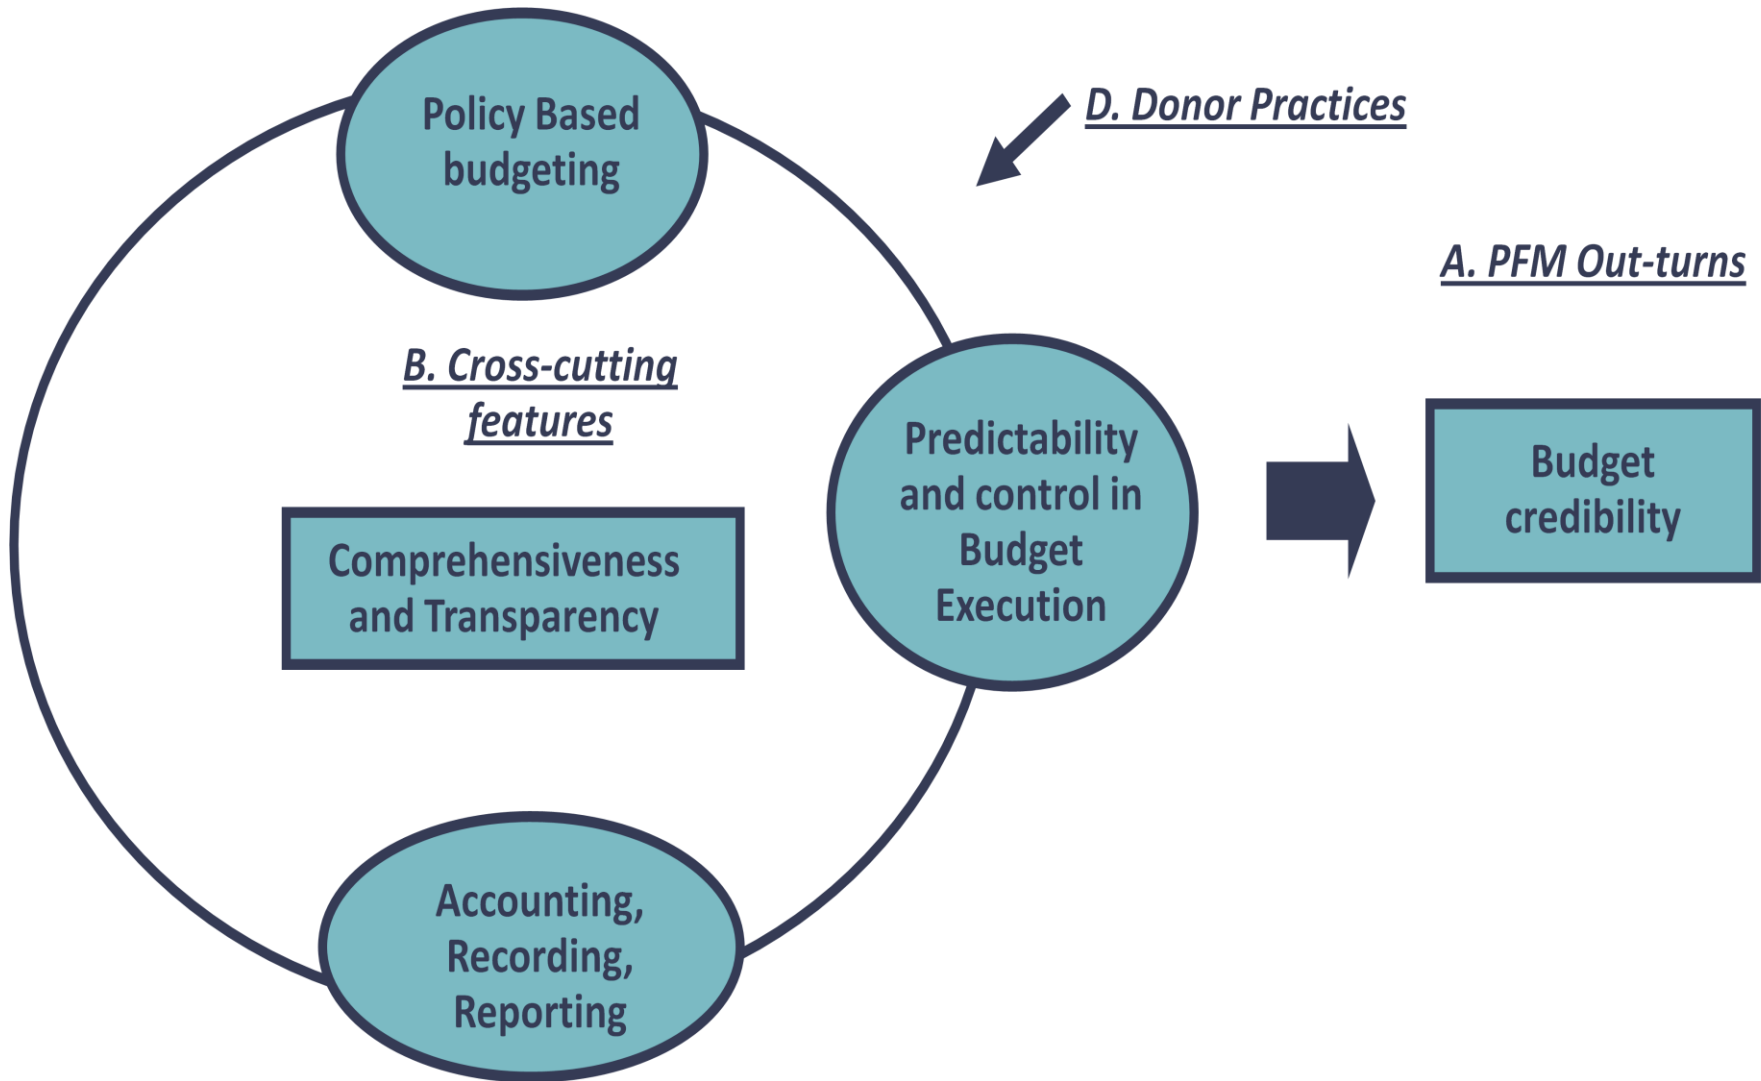 Policy Based
budgeting
D. Donor Practices
A. PFM Out-turns
B. Cross-cutting
features
Predictability
and control in
Budget
Execution
Budget
credibility
Comprehensiveness
and Transparency
Accounting,
Recording,
Reporting